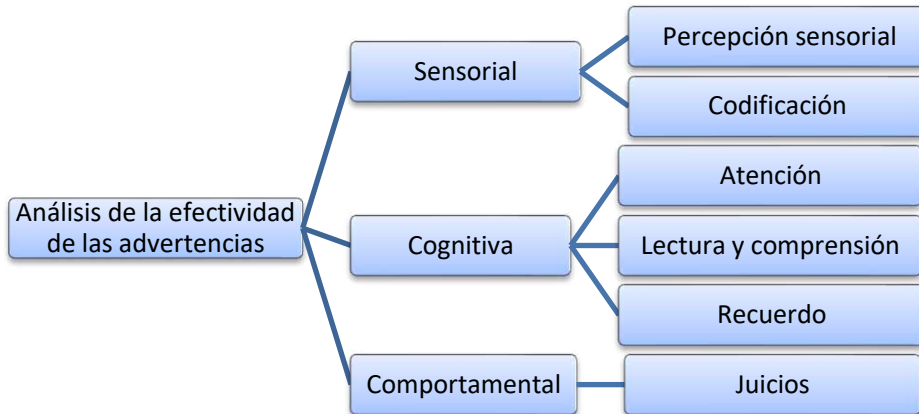 Análisis de la efectividad
de las advertencias
Sensorial
Percepción sensorial
Codificación
Cognitiva
Atención
Lectura y comprensión
Recuerdo
Comportamental
Juicios